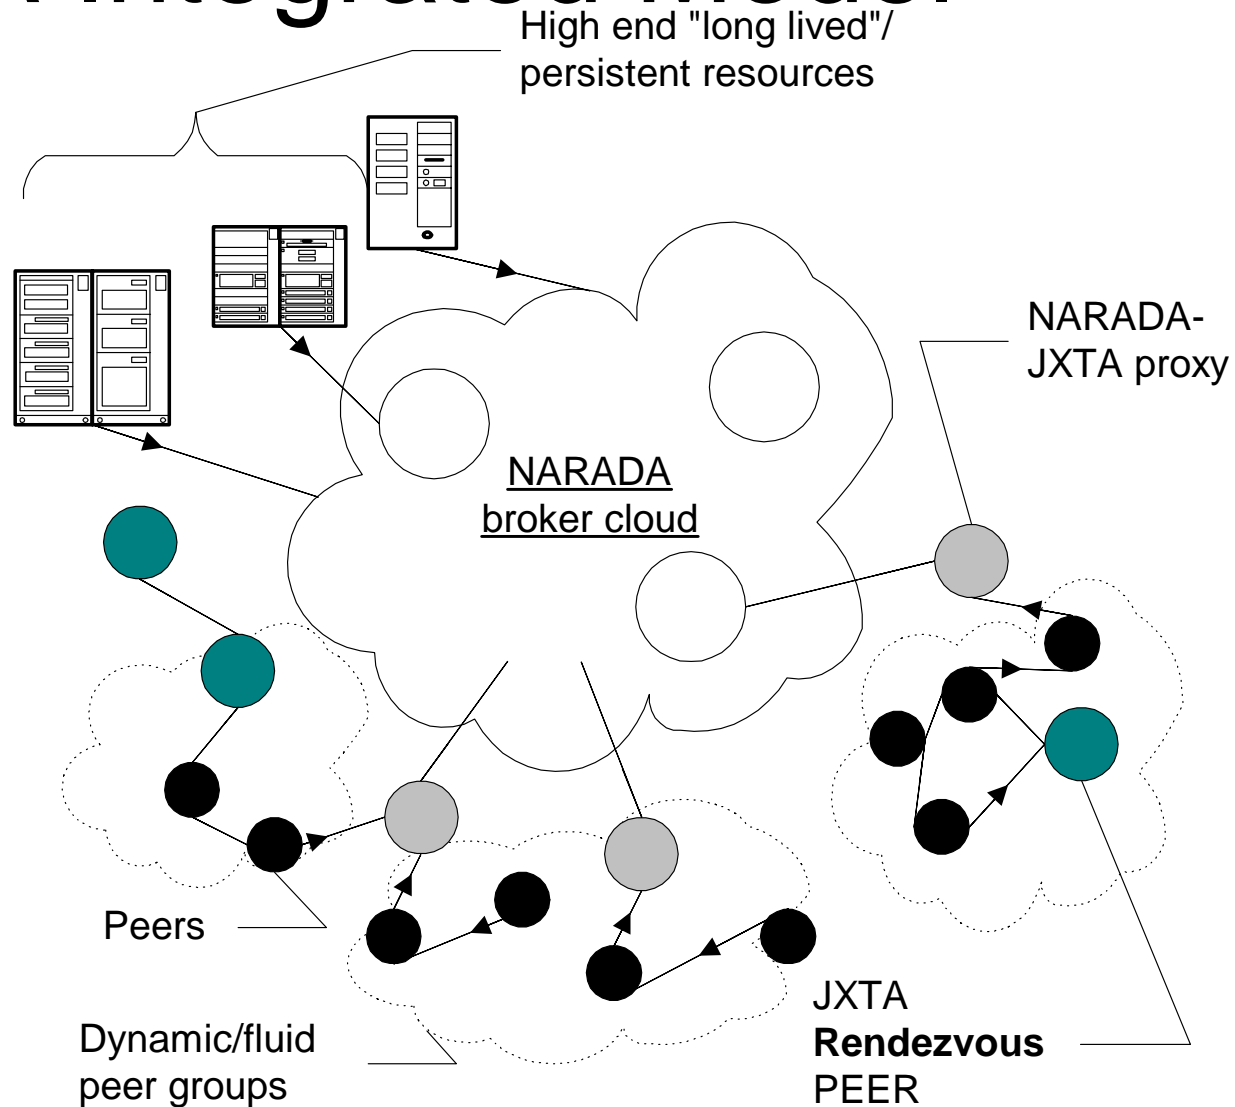 High end "long lived"/
persistent resources
NARADA-
JXTA proxy
NARADA
broker cloud
Peers
Dynamic/fluid
peer groups
JXTA
Rendezvous
PEER